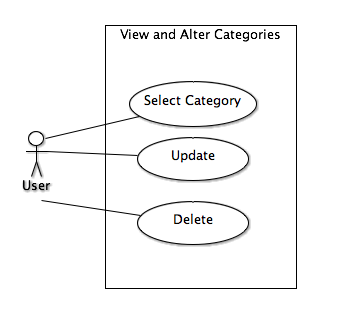 View and Alter Categories
Select Category
Update
User
Delete